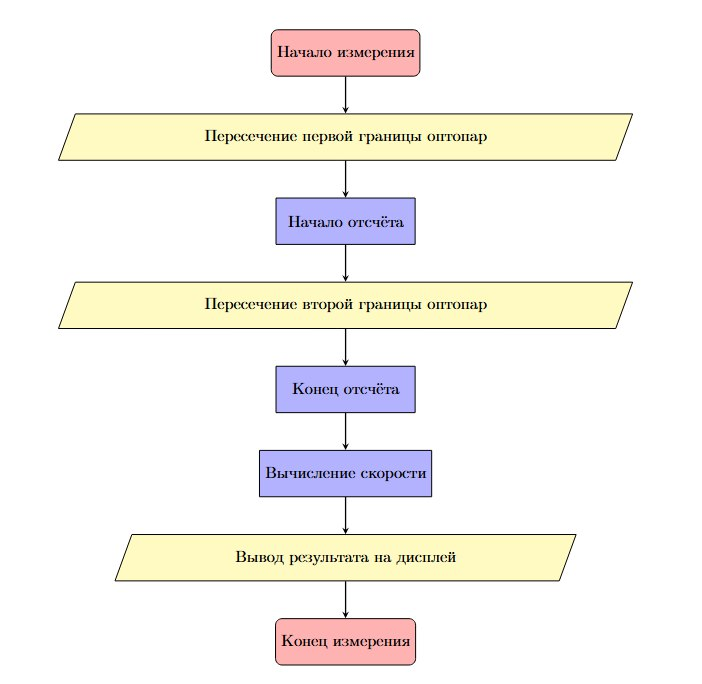 Начало измерения
Пересечение первой границы оптопар
Начало отсчёта
Пересечение второй границы оптопар
Конец отсчёта
Вычисление скорости
Вывод результата на дисплей
Конец измерения